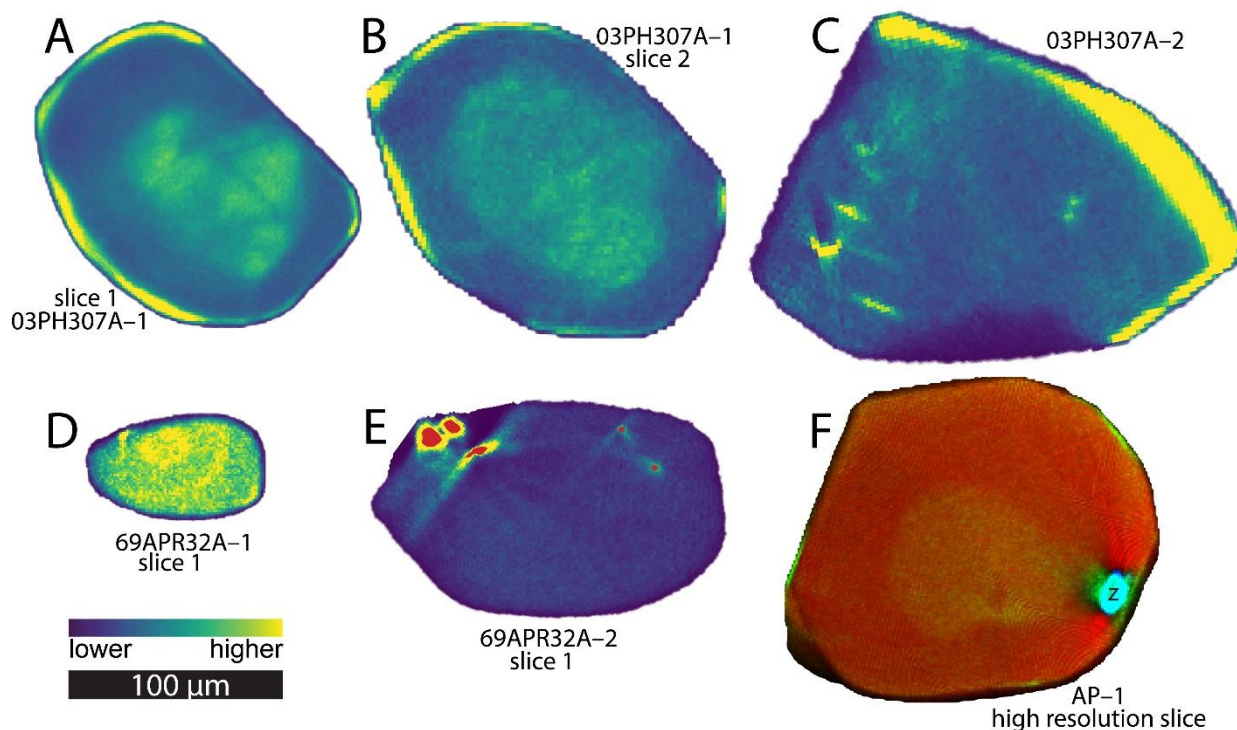 A
slice 1
03PH307A–1
B
03PH307A–1
slice 2
C
03PH307A–2
D
69APR32A–1
slice 1
E
69APR32A–2
slice 1
F
z
AP–1
high resolution slice
lower higher
100 µm